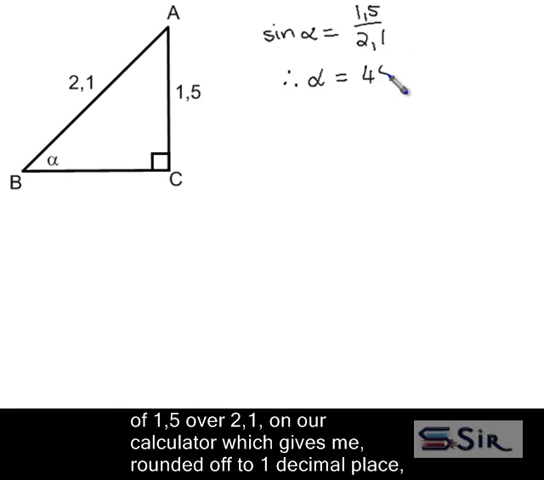 A
sin α = 1,5 / 2,1
2,1
1,5
∴ α = 4
B
α
C
of 1,5 over 2,1, on our
calculator which gives me,
rounded off to 1 decimal place,
SiR